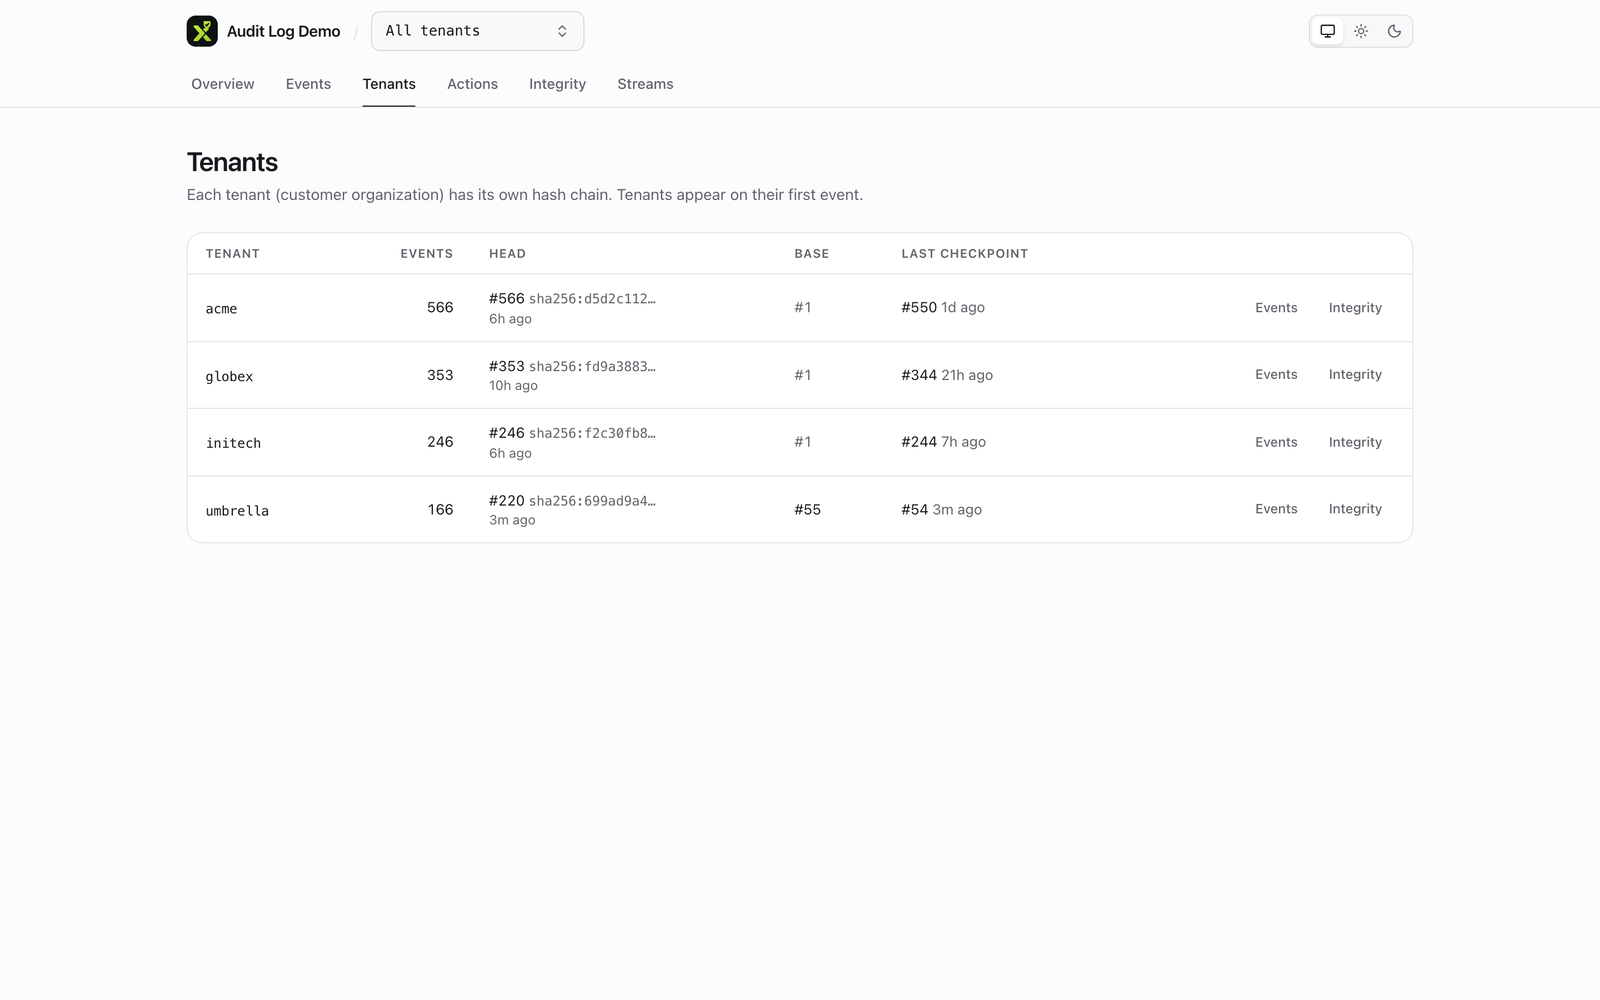 Audit Log Demo / All tenants
Overview Events Tenants Actions Integrity Streams
Tenants
Each tenant (customer organization) has its own hash chain. Tenants appear on their first event.
TENANT EVENTS HEAD BASE LAST CHECKPOINT
acme 566 #566 sha256:d5d2c112… #1 #550 1d ago Events Integrity
6h ago
globex 353 #353 sha256:fd9a3883… #1 #344 21h ago Events Integrity
10h ago
initech 246 #246 sha256:f2c30fb8… #1 #244 7h ago Events Integrity
6h ago
umbrella 166 #220 sha256:699ad9a4… #55 #54 3m ago Events Integrity
3m ago